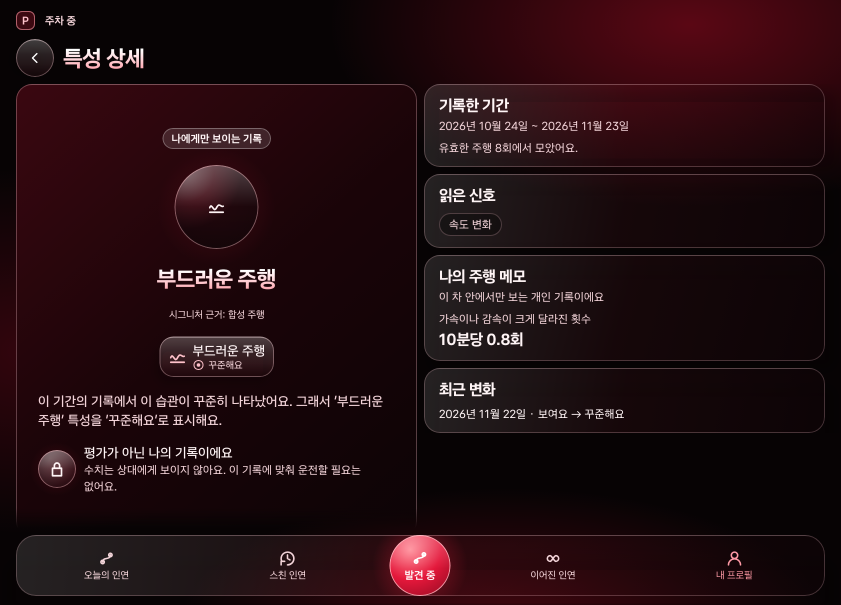 P 주차 중
특성 상세
나에게만 보이는 기록
부드러운 주행
시그니처 근거: 합성 주행
부드러운 주행
꾸준해요
이 기간의 기록에서 이 습관이 꾸준히 나타났어요. 그래서 '부드러운
주행' 특성을 '꾸준해요'로 표시해요.
평가가 아닌 나의 기록이에요
수치는 상대에게 보이지 않아요. 이 기록에 맞춰 운전할 필요는
없어요.
기록한 기간
2026년 10월 24일 ~ 2026년 11월 23일
유효한 주행 8회에서 모았어요.
읽은 신호
속도 변화
나의 주행 메모
이 차 안에서만 보는 개인 기록이에요
가속이나 감속이 크게 달라진 횟수
10분당 0.8회
최근 변화
2026년 11월 22일 · 보여요 → 꾸준해요
오늘의 인연
스친 인연
발견 중
이어진 인연
내 프로필